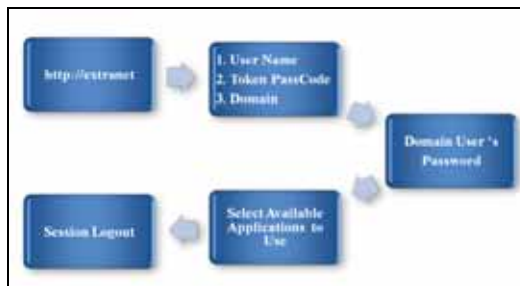 http://extranet
1. User Name
2. Token PassCode
3. Domain
Domain User 's
Password
Select Available
Applications to
Use
Session Logout